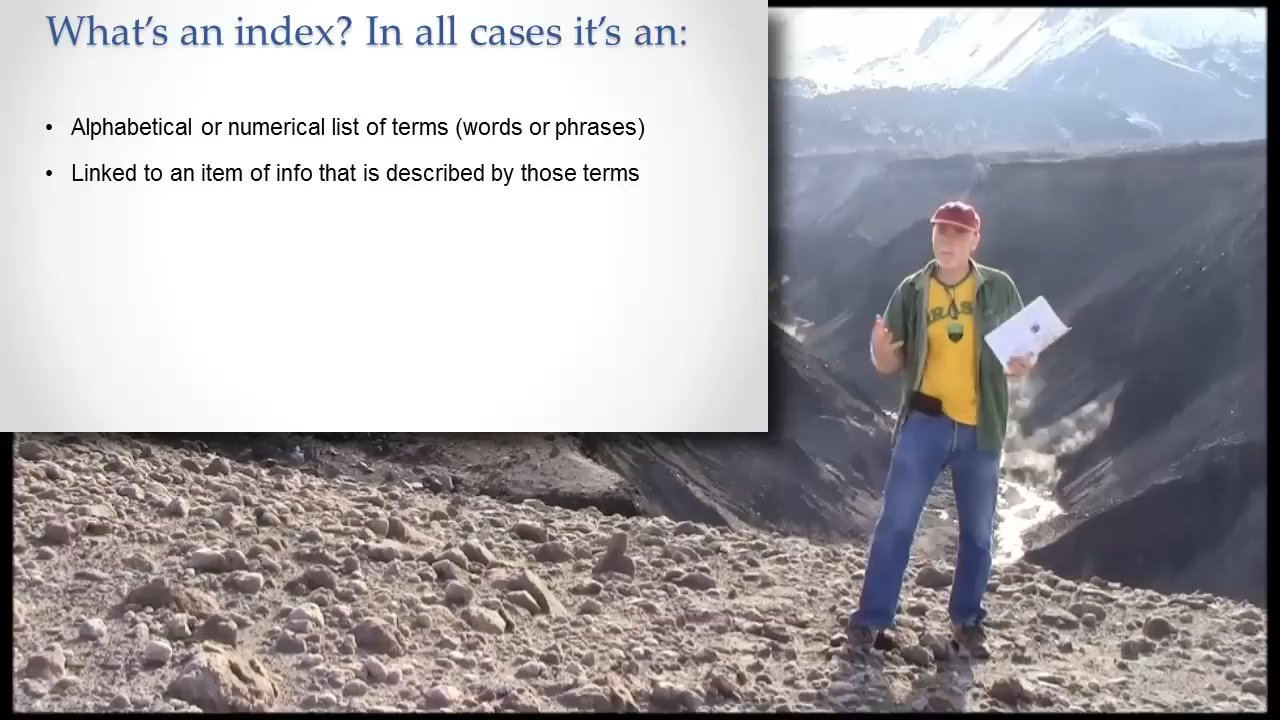 What's an index? In all cases it's an:
• Alphabetical or numerical list of terms (words or phrases)
• Linked to an item of info that is described by those terms